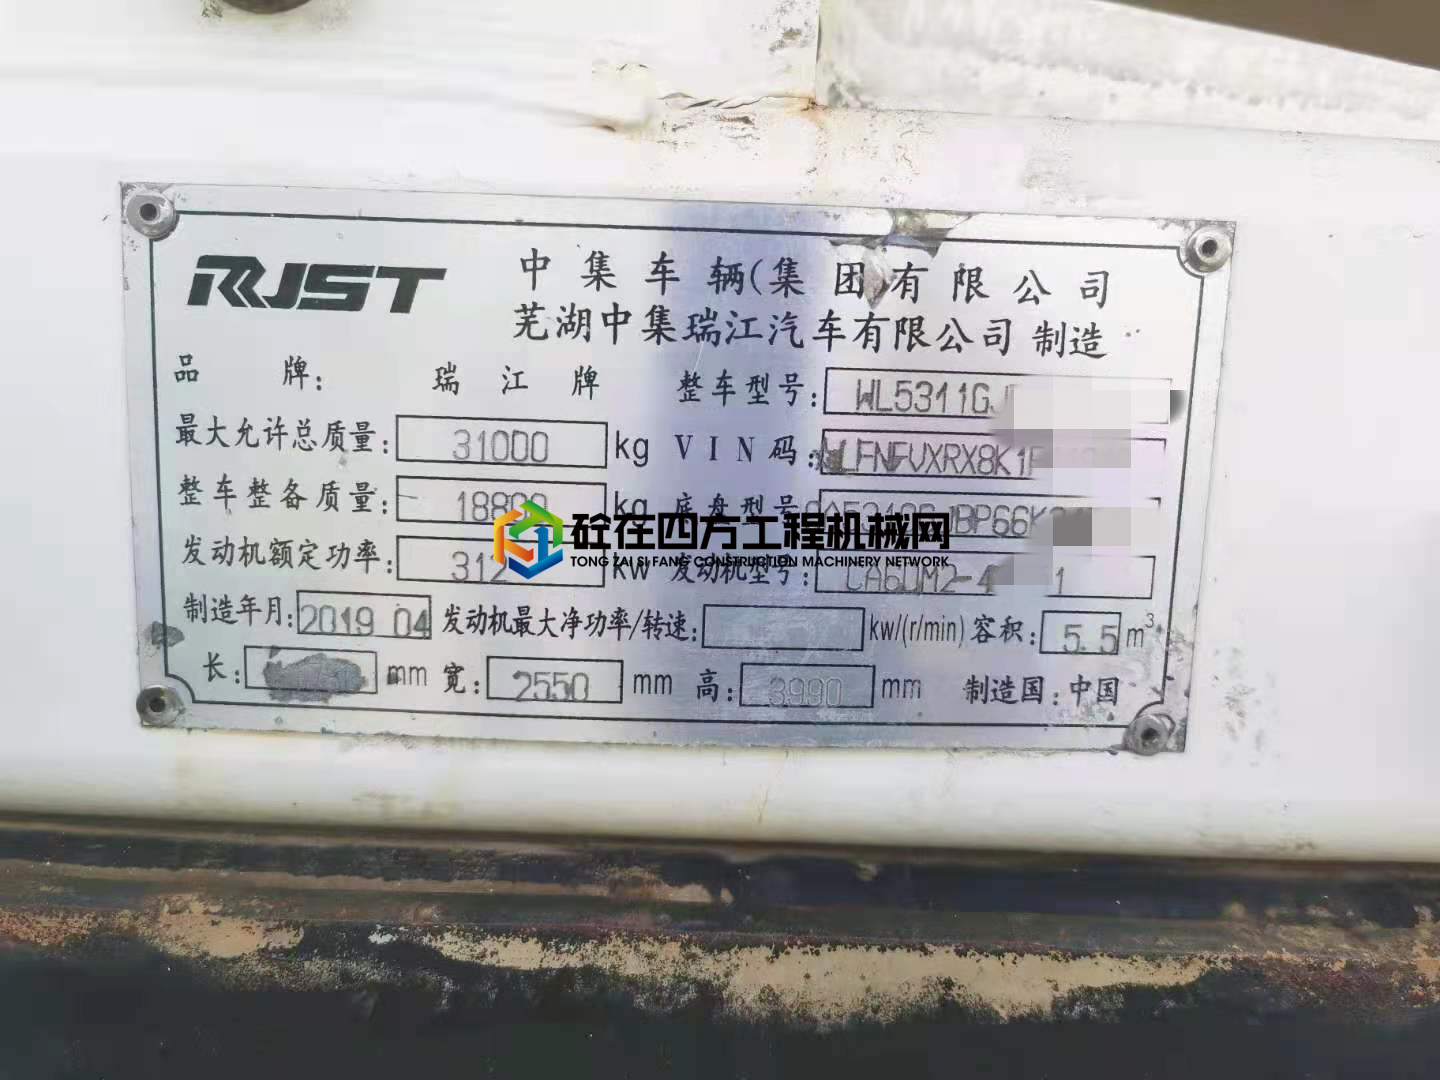 RJST
中集车辆(集团)有限公司
芜湖中集瑞江汽车有限公司 制造
品牌: 瑞江牌 整车型号: WL5311GJ
最大允许总质量: 31000 kg VIN码: LFNFVXRX8K1F
整车整备质量: kg 底盘型号
发动机额定功率: 312 kw 发动机型号: CA6DM2-4 1
制造年月: 2019 04 发动机最大净功率/转速: kw/(r/min) 容积: 5.5 m³
长: mm 宽: 2550 mm 高: 3990 mm 制造国: 中国
砼在四方工程机械网
TONG ZAI SI FANG CONSTRUCTION MACHINERY NETWORK